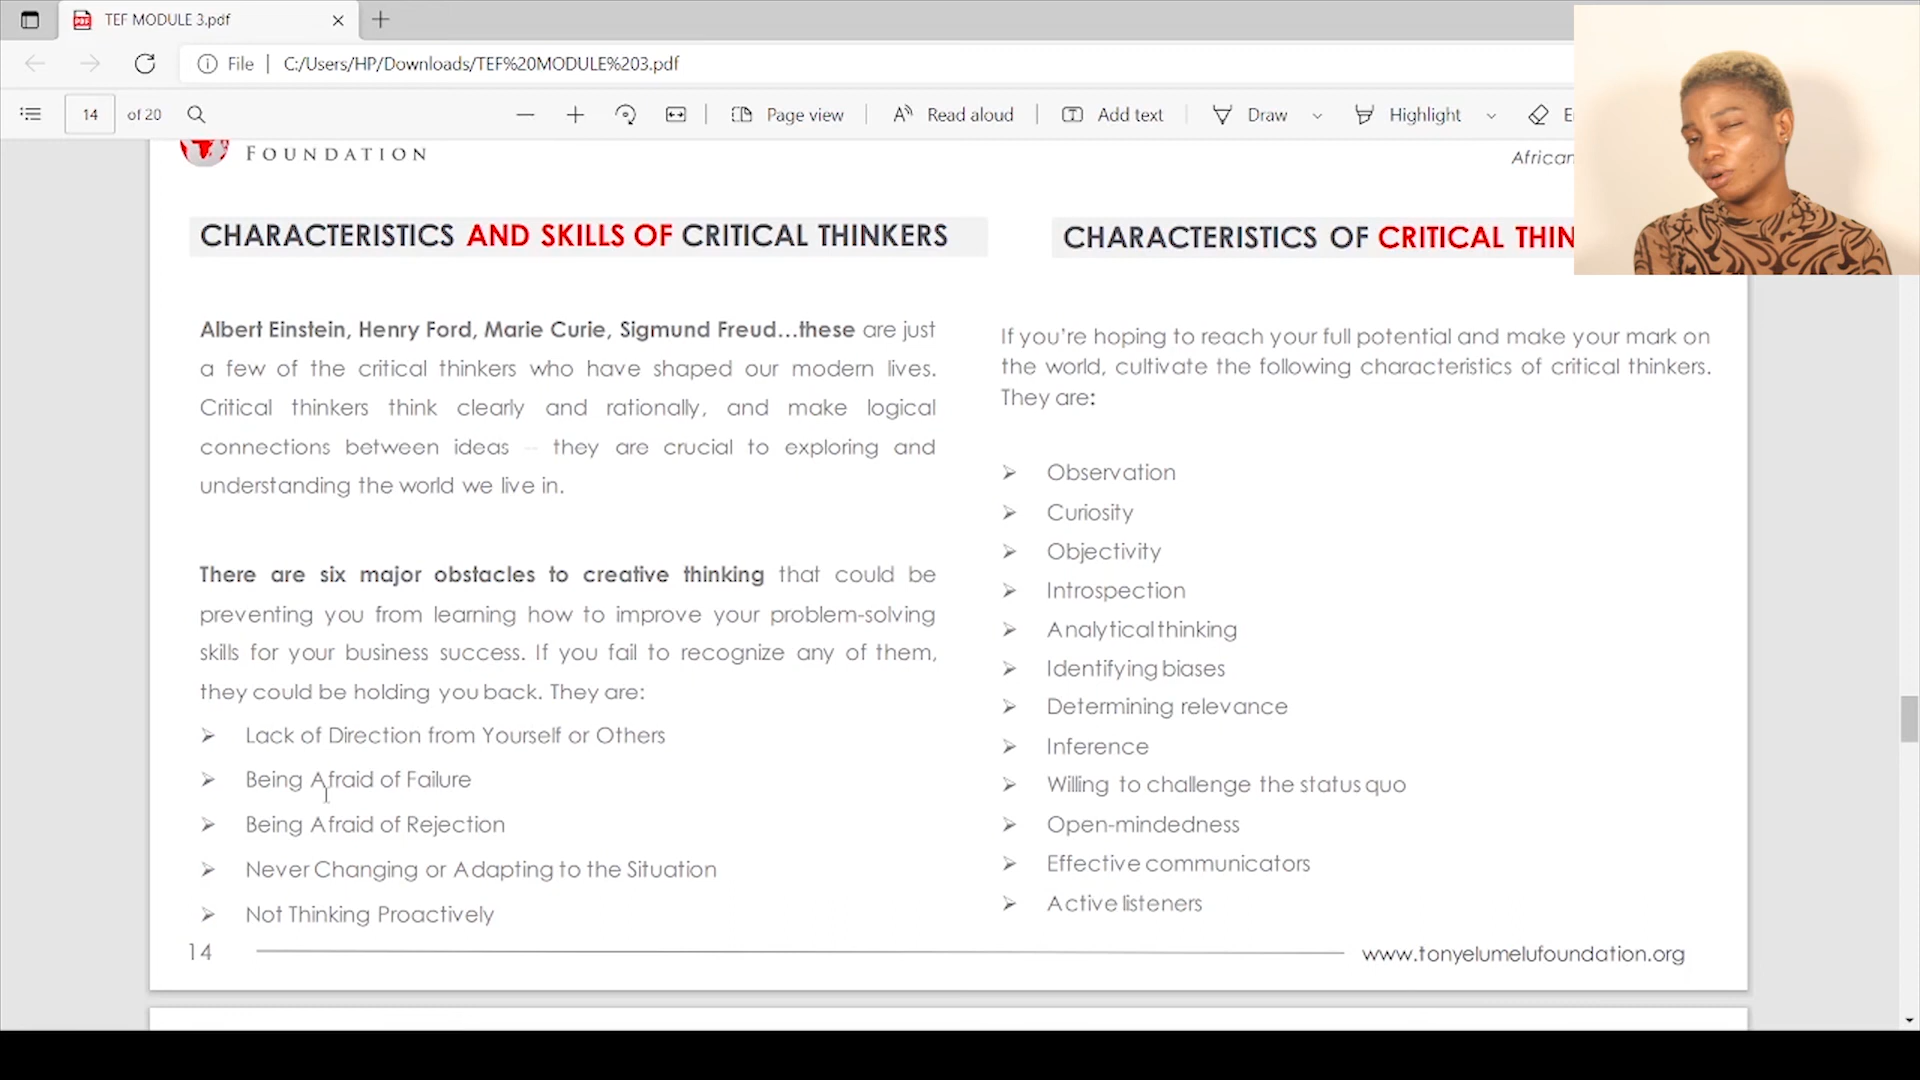 TEF MODULE 3.pdf
File
C:/Users/HP/Downloads/TEF%20MODULE%203.pdf
14
of 20
Page view
Read aloud
Add text
Draw
Highlight
FOUNDATION
African
CHARACTERISTICS AND SKILLS OF CRITICAL THINKERS
Albert Einstein, Henry Ford, Marie Curie, Sigmund Freud...these are just
a few of the critical thinkers who have shaped our modern lives.
Critical thinkers think clearly and rationally, and make logical
connections between ideas – they are crucial to exploring and
understanding the world we live in.
There are six major obstacles to creative thinking that could be
preventing you from learning how to improve your problem-solving
skills for your business success. If you fail to recognize any of them,
they could be holding you back. They are:
Lack of Direction from Yourself or Others
Being Afraid of Failure
Being Afraid of Rejection
Never Changing or Adapting to the Situation
Not Thinking Proactively
CHARACTERISTICS OF CRITICAL THIN
If you're hoping to reach your full potential and make your mark on
the world, cultivate the following characteristics of critical thinkers.
They are:
Observation
Curiosity
Objectivity
Introspection
Analytical thinking
Identifying biases
Determining relevance
Inference
Willing to challenge the status quo
Open-mindedness
Effective communicators
Active listeners
14
www.tonyelumelufoundation.org